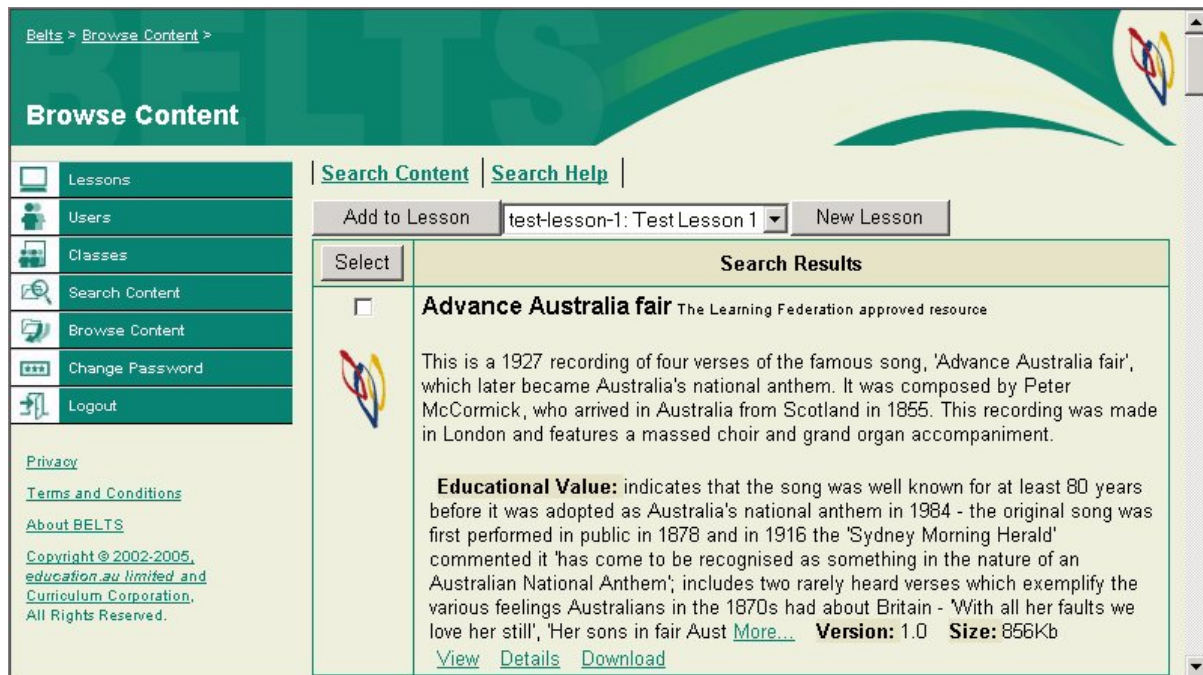 Belts > Browse Content >
BELTS
Browse Content
Lessons
Users
Classes
Search Content
Browse Content
Change Password
Logout
Privacy
Terms and Conditions
About BELTS
Copyright © 2002-2005,
education.au limited and
Curriculum Corporation,
All Rights Reserved.
Search Content | Search Help |
Add to Lesson test-lesson-1: Test Lesson 1 New Lesson
Select Search Results
Advance Australia fair The Learning Federation approved resource
This is a 1927 recording of four verses of the famous song, 'Advance Australia fair',
which later became Australia's national anthem. It was composed by Peter
McCormick, who arrived in Australia from Scotland in 1855. This recording was made
in London and features a massed choir and grand organ accompaniment.
Educational Value: indicates that the song was well known for at least 80 years
before it was adopted as Australia's national anthem in 1984 - the original song was
first performed in public in 1878 and in 1916 the 'Sydney Morning Herald'
commented it 'has come to be recognised as something in the nature of an
Australian National Anthem'; includes two rarely heard verses which exemplify the
various feelings Australians in the 1870s had about Britain - 'With all her faults we
love her still', 'Her sons in fair Aust More... Version: 1.0 Size: 856Kb
View Details Download